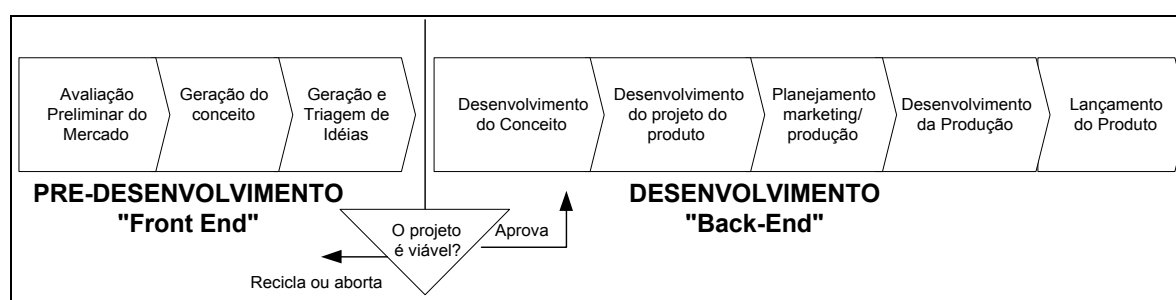 Avaliação
Preliminar do
Mercado
Geração do
conceito
Geração e
Triagem de
Idéias
Desenvolvimento
do Conceito
Desenvolvimento
do projeto do
produto
Planejamento
marketing/
produção
Desenvolvimento
da Produção
Lançamento
do Produto
PRE-DESENVOLVIMENTO
"Front End"
DESENVOLVIMENTO
"Back-End"
O projeto
é viável?
Aprova
Recicla ou aborta